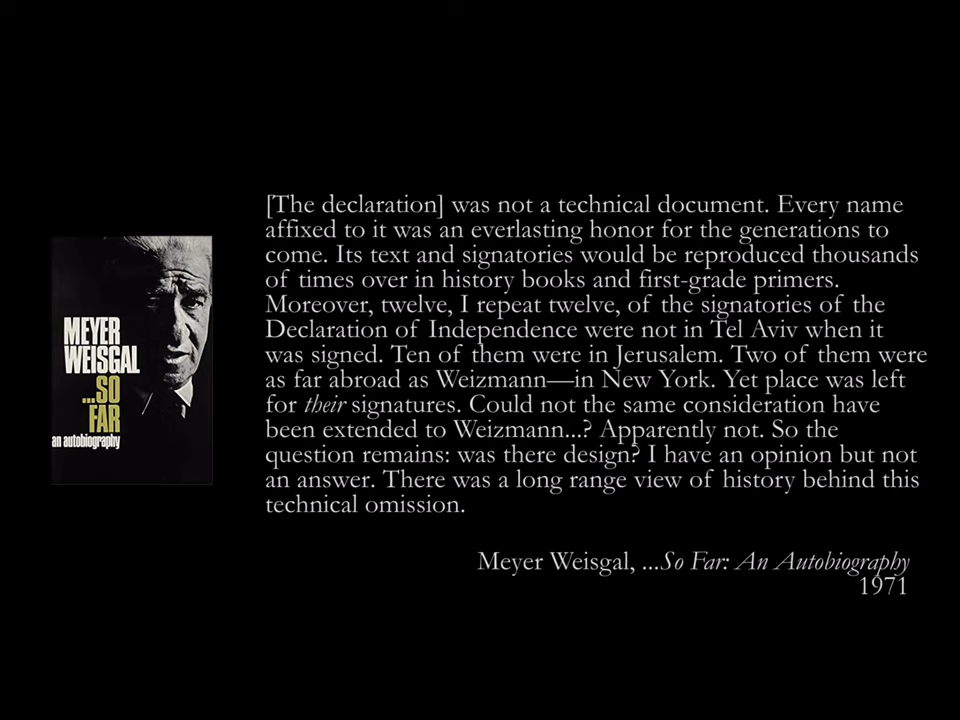 MEYER
WEISGAL
...SO
FAR
an autobiography
[The declaration] was not a technical document. Every name
affixed to it was an everlasting honor for the generations to
come. Its text and signatories would be reproduced thousands
of times over in history books and first-grade primers.
Moreover, twelve, I repeat twelve, of the signatories of the
Declaration of Independence were not in Tel Aviv when it
was signed. Ten of them were in Jerusalem. Two of them were
as far abroad as Weizmann—in New York. Yet place was left
for their signatures. Could not the same consideration have
been extended to Weizmann...? Apparently not. So the
question remains: was there design? I have an opinion but not
an answer. There was a long range view of history behind this
technical omission.
Meyer Weisgal, ...So Far: An Autobiography
1971